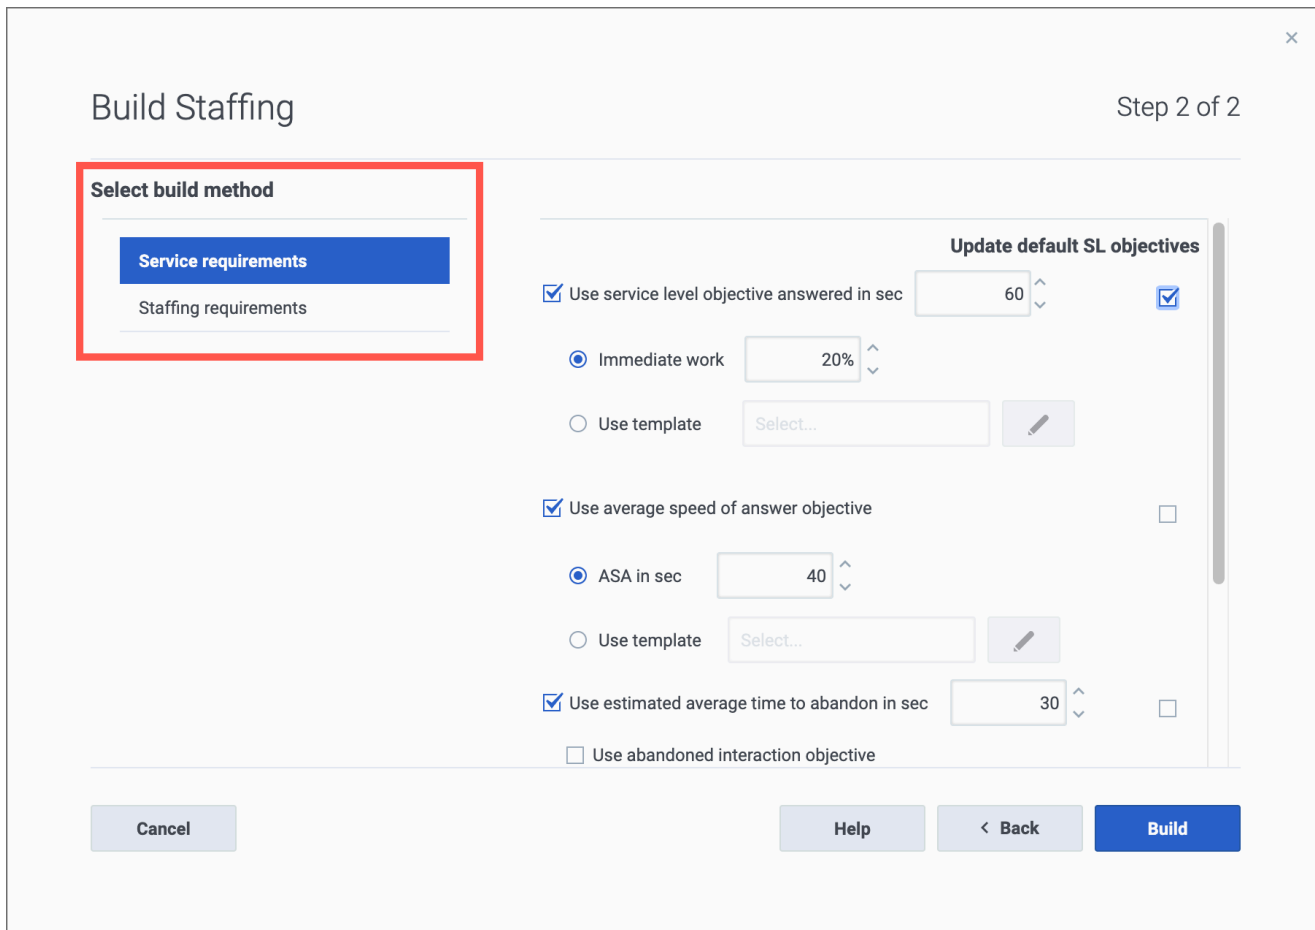 Build Staffing
Step 2 of 2
Select build method
Service requirements
Staffing requirements
Update default SL objectives
Use service level objective answered in sec 60
Immediate work 20%
Use template Select...
Use average speed of answer objective
ASA in sec 40
Use template Select...
Use estimated average time to abandon in sec 30
Use abandoned interaction objective
Cancel Help Back Build